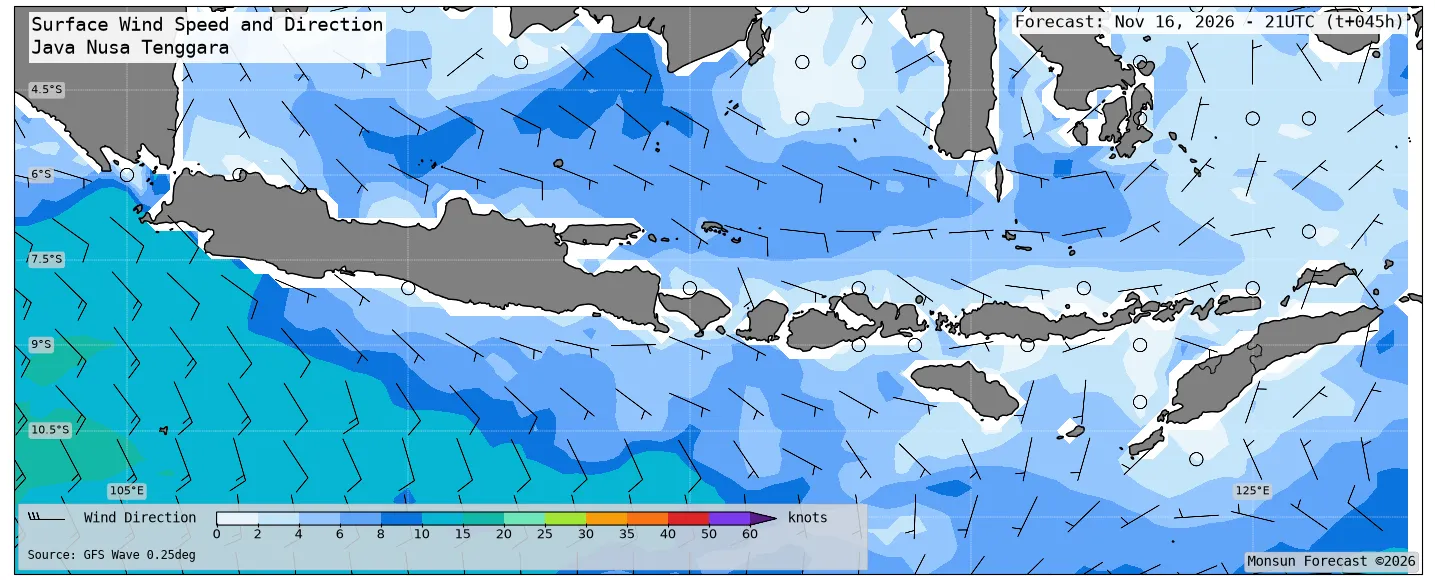 Surface Wind Speed and Direction
Java Nusa Tenggara
Forecast: Nov 16, 2026 - 21UTC (t+045h)
4.5°S
6°S
7.5°S
9°S
10.5°S
105°E
125°E
Wind Direction
0 2 4 6 8 10 15 20 25 30 35 40 50 60
knots
Source: GFS Wave 0.25deg
Monsun Forecast ©2026